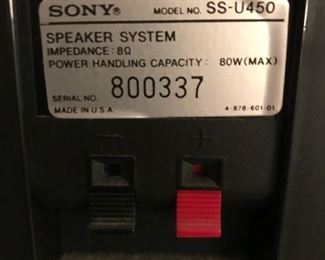 SONY® MODEL NO. SS-U450
SPEAKER SYSTEM
IMPEDANCE: 8Ω
POWER HANDLING CAPACITY: 80W(MAX)
SERIAL NO. 800337
MADE IN U.S.A. 4-878-601-01
− +